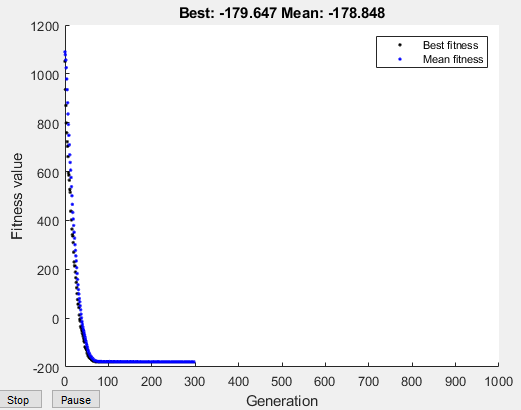 Best: -179.647 Mean: -178.848
1200
1000
800
600
400
200
0
-200
Fitness value
Best fitness
Mean fitness
0 100 200 300 400 500 600 700 800 900 1000
Generation
Stop Pause